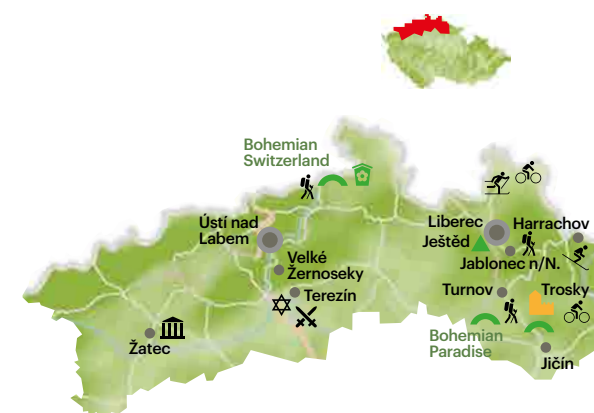 Bohemian
Switzerland
Ústí nad
Labem
Liberec
Harrachov
Ještěd
Jablonec n/N.
Velké
Žernoseky
Terezín
Turnov
Trosky
Žatec
Bohemian
Paradise
Jičín